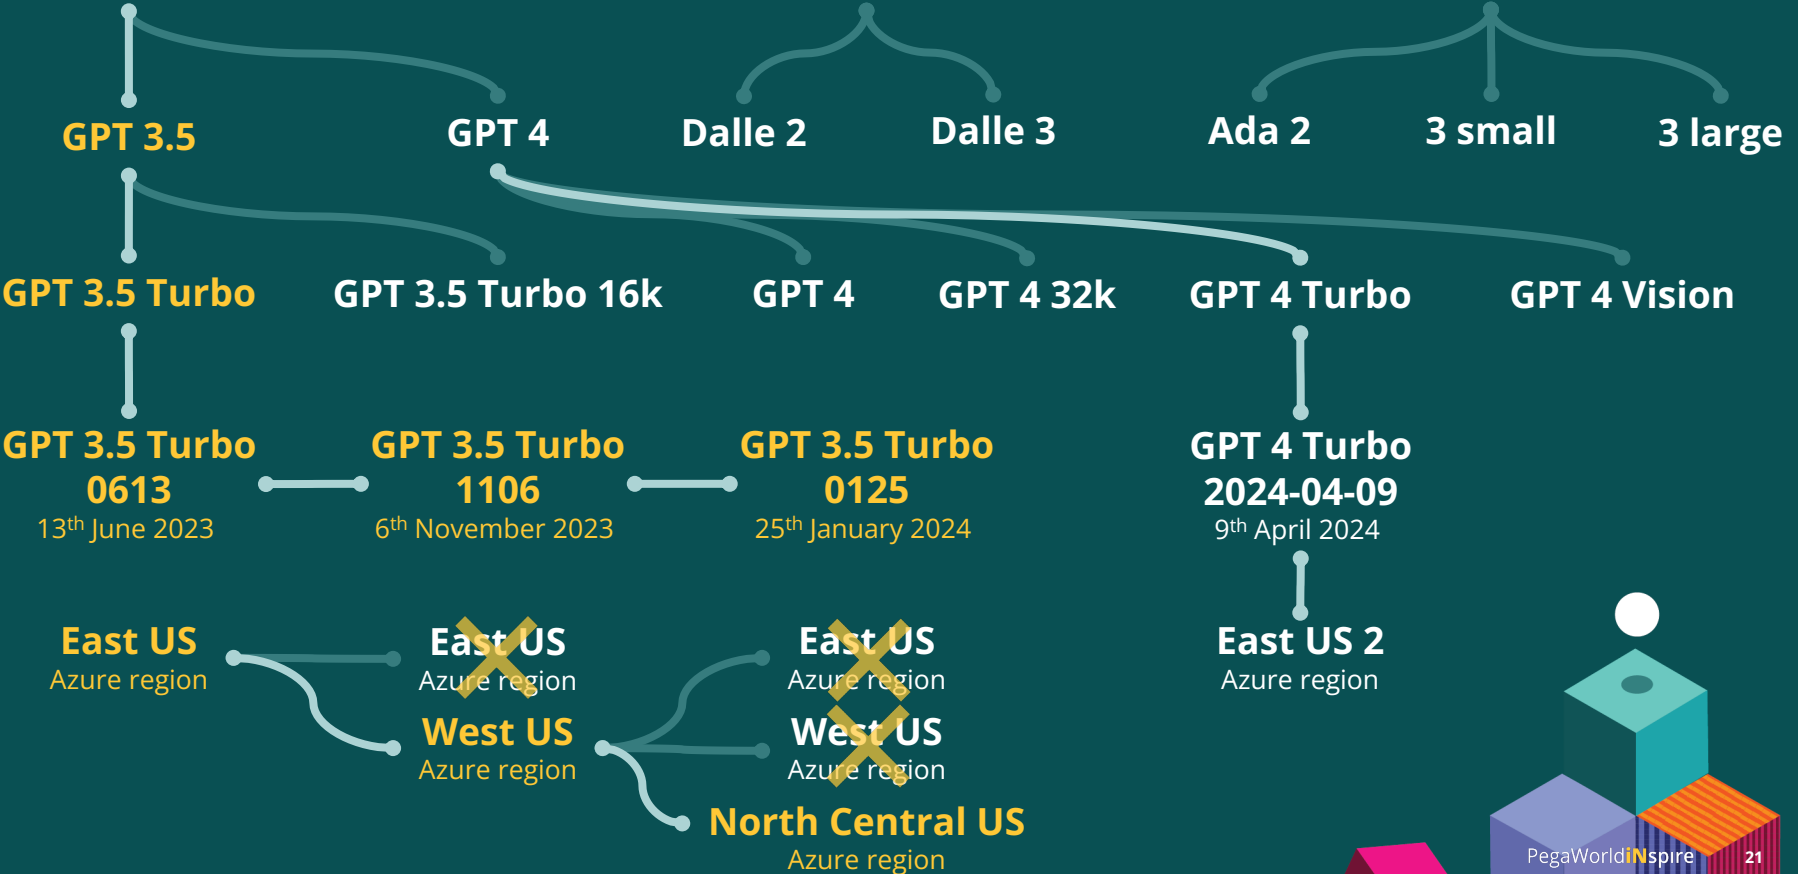 GPT 3.5
GPT 4
Dalle 2
Dalle 3
Ada 2
3 small
3 large
GPT 3.5 Turbo
GPT 3.5 Turbo 16k
GPT 4
GPT 4 32k
GPT 4 Turbo
GPT 4 Vision
GPT 3.5 Turbo
0613
13th June 2023
GPT 3.5 Turbo
1106
6th November 2023
GPT 3.5 Turbo
0125
25th January 2024
GPT 4 Turbo
2024-04-09
9th April 2024
East US
Azure region
East US
Azure region
West US
Azure region
East US
Azure region
West US
Azure region
North Central US
Azure region
East US 2
Azure region
PegaWorldiNspire
21